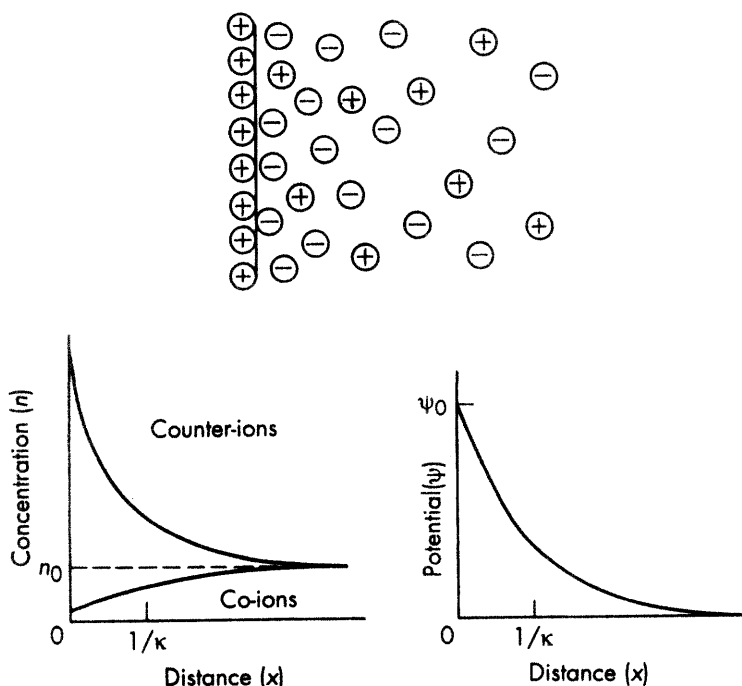 Concentration (n)
Counter-ions
n₀
Co-ions
0
1/κ
Distance (x)
Potential(ψ)
ψ₀
0
1/κ
Distance (x)